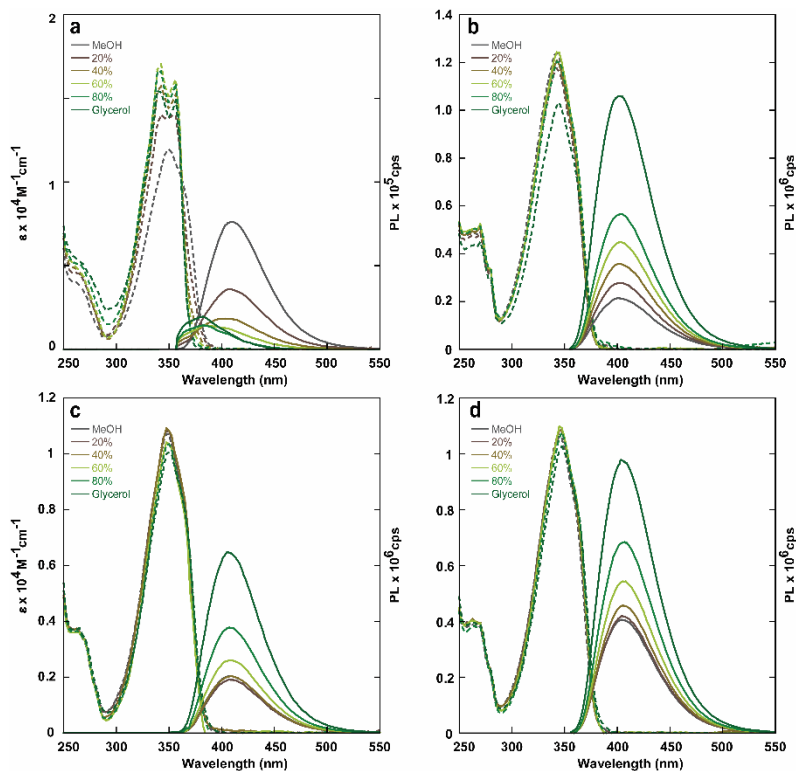 a
MeOH
20%
40%
60%
80%
Glycerol
2
1
0
ε x 10⁴M⁻¹cm⁻¹
PL x 10⁵cps
250 300 350 400 450 500 550
Wavelength (nm)
b
MeOH
20%
40%
60%
80%
Glycerol
1.4
1.2
1.0
0.8
0.6
0.4
0.2
0
PL x 10⁶cps
250 300 350 400 450 500 550
Wavelength (nm)
c
MeOH
20%
40%
60%
80%
Glycerol
1.2
1
0.8
0.6
0.4
0.2
0
ε x 10⁴M⁻¹cm⁻¹
PL x 10⁶cps
250 300 350 400 450 500 550
Wavelength (nm)
d
MeOH
20%
40%
60%
80%
Glycerol
1.2
1.0
0.8
0.6
0.4
0.2
0
PL x 10⁶cps
250 300 350 400 450 500 550
Wavelength (nm)